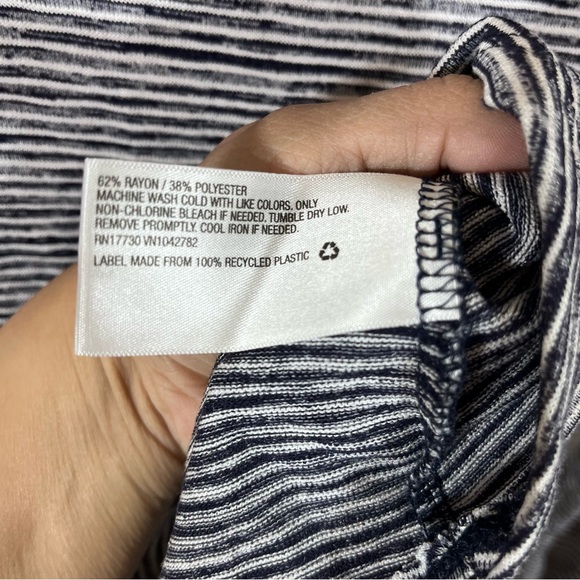 62% RAYON / 38% POLYESTER
MACHINE WASH COLD WITH LIKE COLORS. ONLY
NON-CHLORINE BLEACH IF NEEDED. TUMBLE DRY LOW.
REMOVE PROMPTLY. COOL IRON IF NEEDED.
RN17730 VN1042782
LABEL MADE FROM 100% RECYCLED PLASTIC